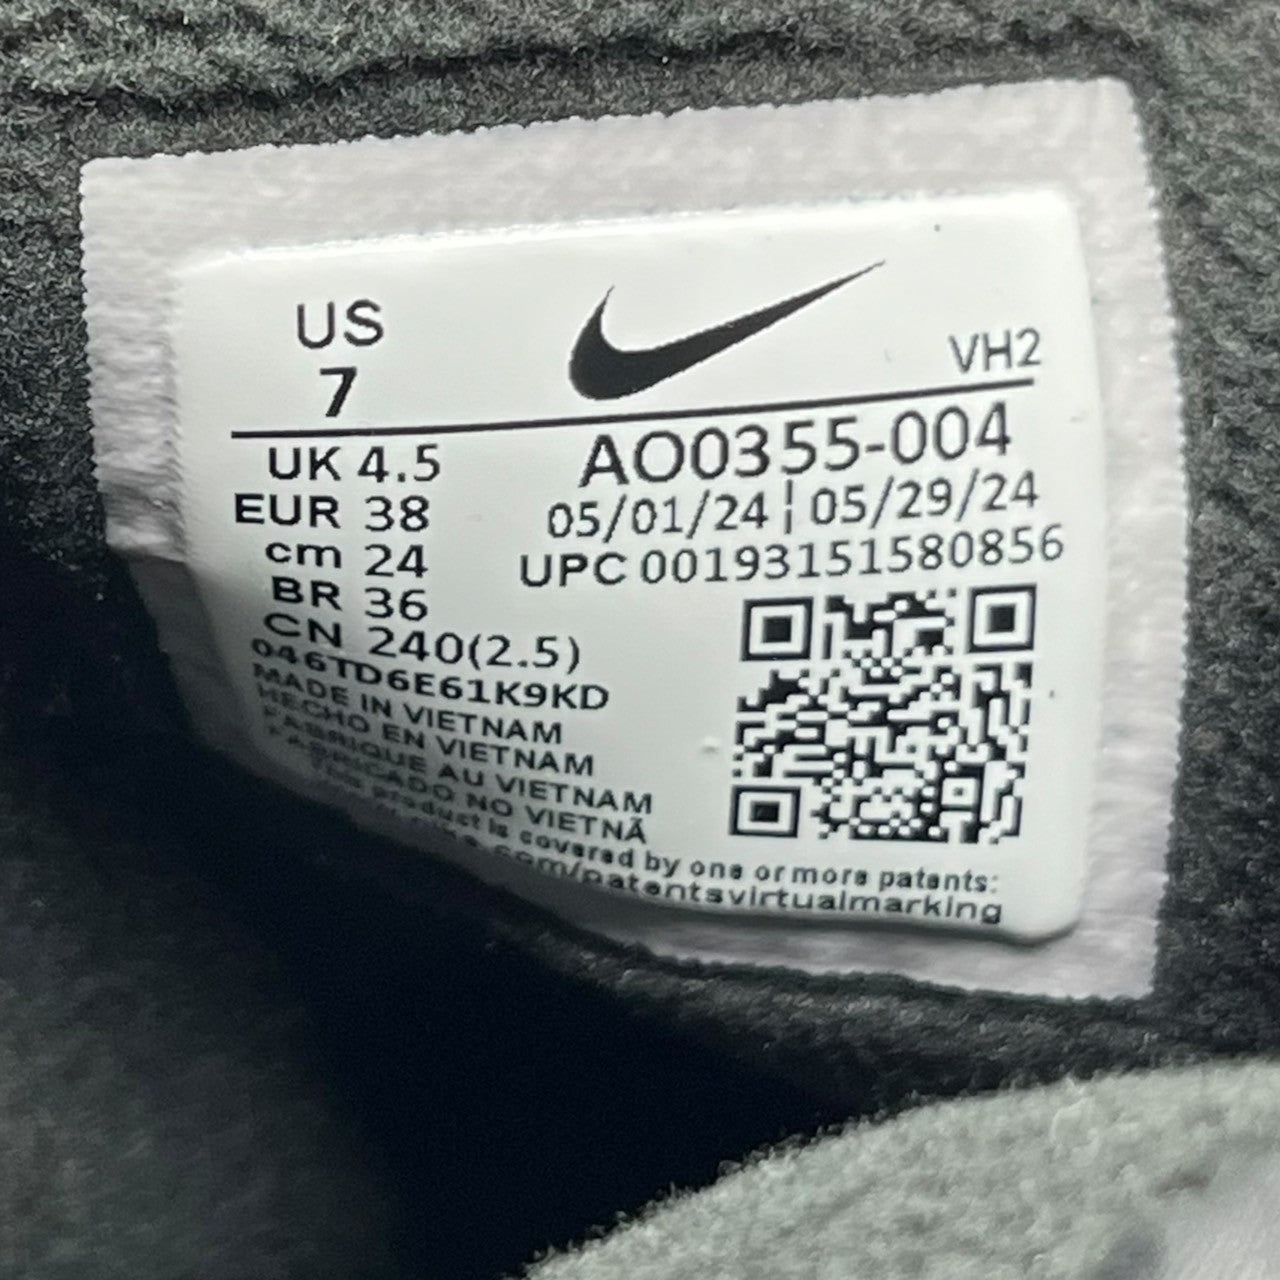 US
7
VH2
UK 4.5
EUR 38
cm 24
BR 36
CN 240(2.5)
AO0355-004
05/01/24 ¦ 05/29/24
UPC 00193151580856
046TD6E61K9KD
MADE IN VIETNAM
HECHO EN VIETNAM
FABRIQUE AU VIETNAM
FABRICADO NO VIETNÃ
This product is covered by one or more patents:
.com/patentsvirtualmarking